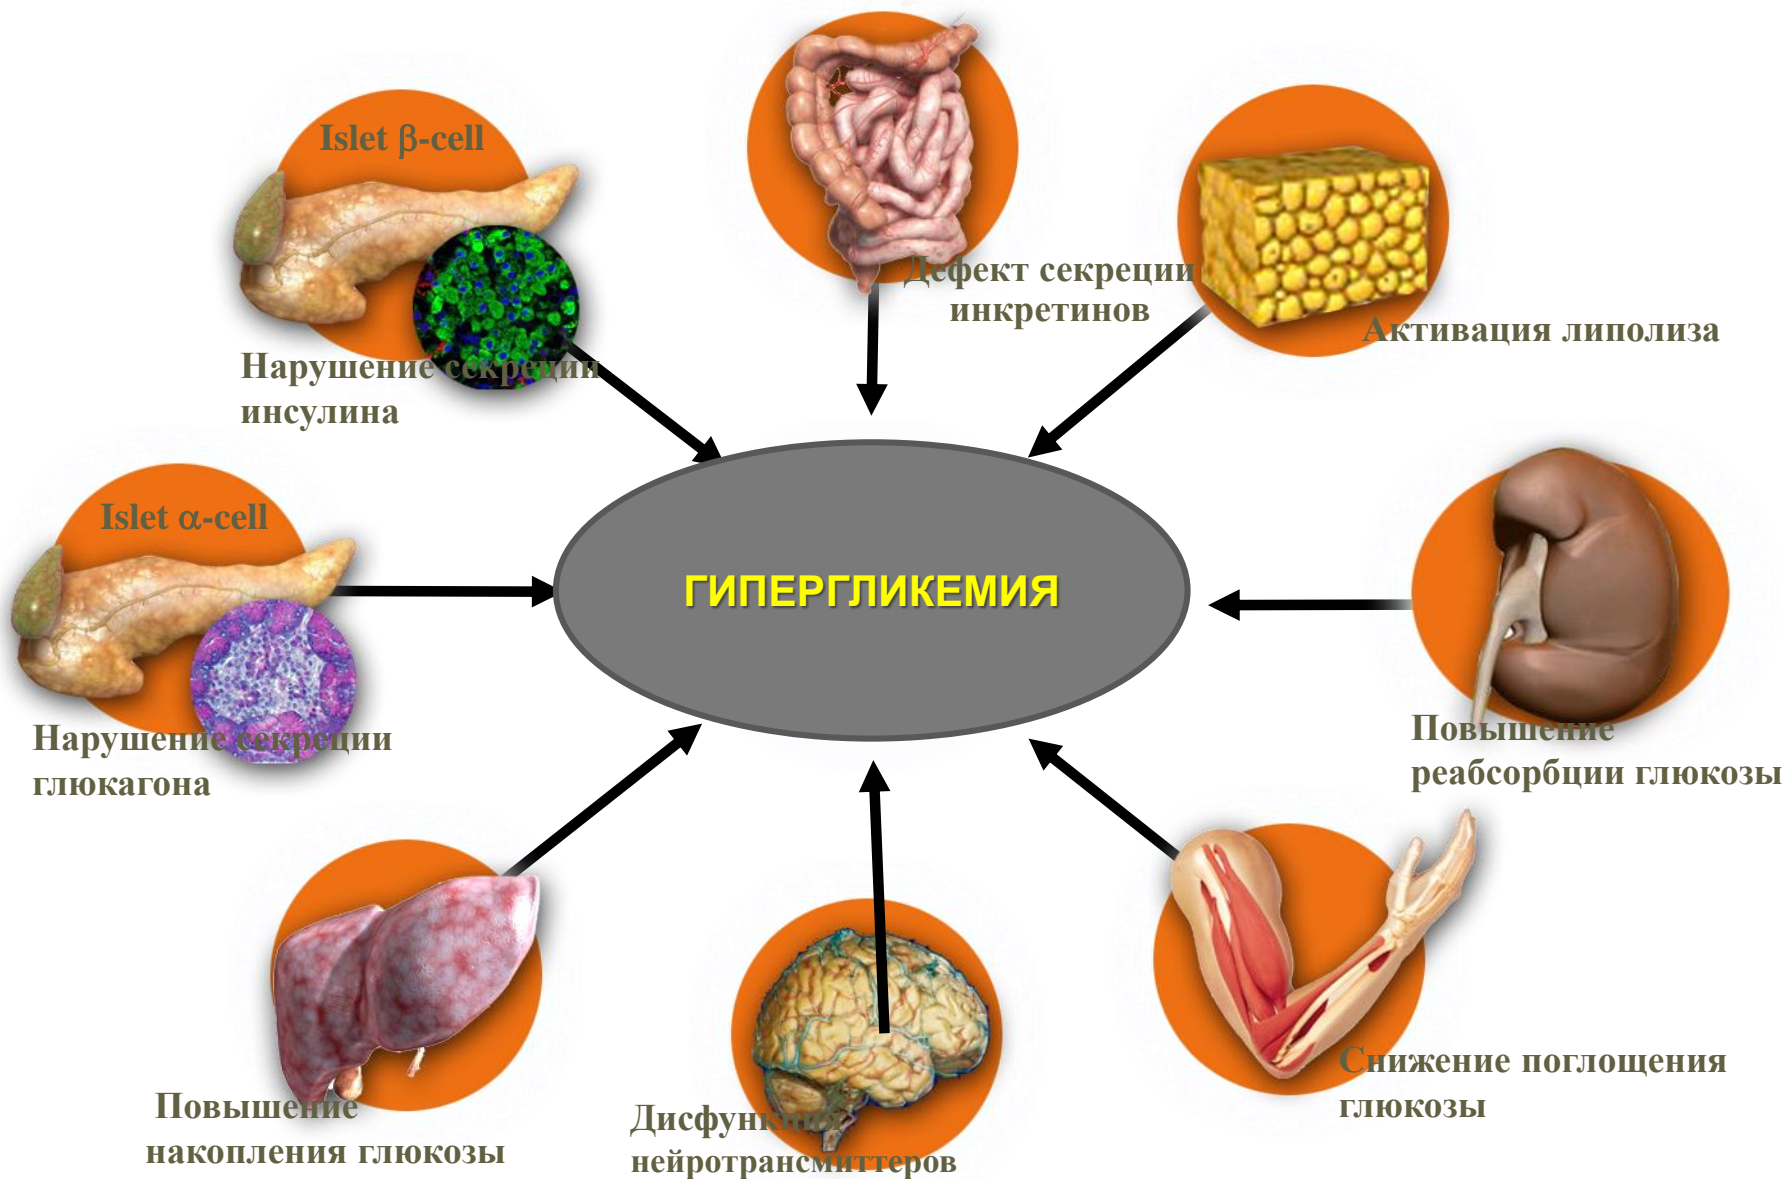 Islet β-cell
Нарушение секреции
инсулина
Дефект секреции
инкретинов
Активация липолиза
Islet α-cell
Нарушение секреции
глюкагона
ГИПЕРГЛИКЕМИЯ
Повышение
реабсорбции глюкозы
Повышение
накопления глюкозы
Дисфункция
нейротрансмиттеров
Снижение поглощения
глюкозы